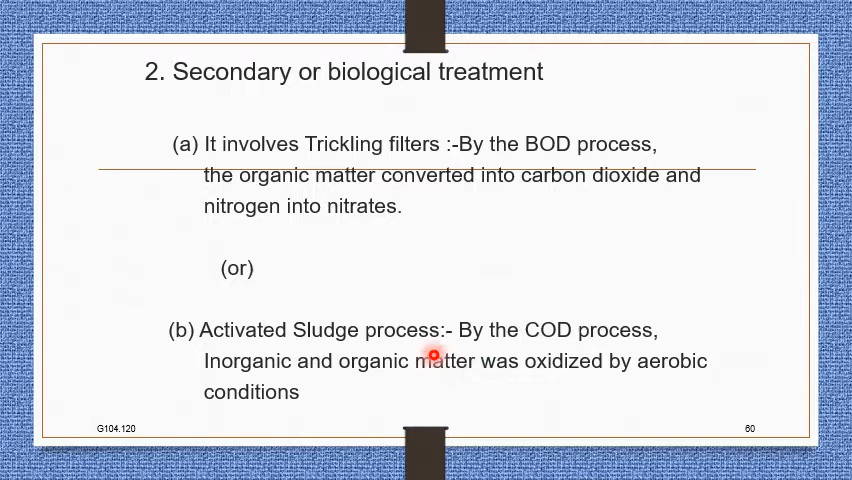 2. Secondary or biological treatment
(a) It involves Trickling filters :-By the BOD process,
the organic matter converted into carbon dioxide and
nitrogen into nitrates.
(or)
(b) Activated Sludge process:- By the COD process,
Inorganic and organic matter was oxidized by aerobic
conditions
G104.120
60